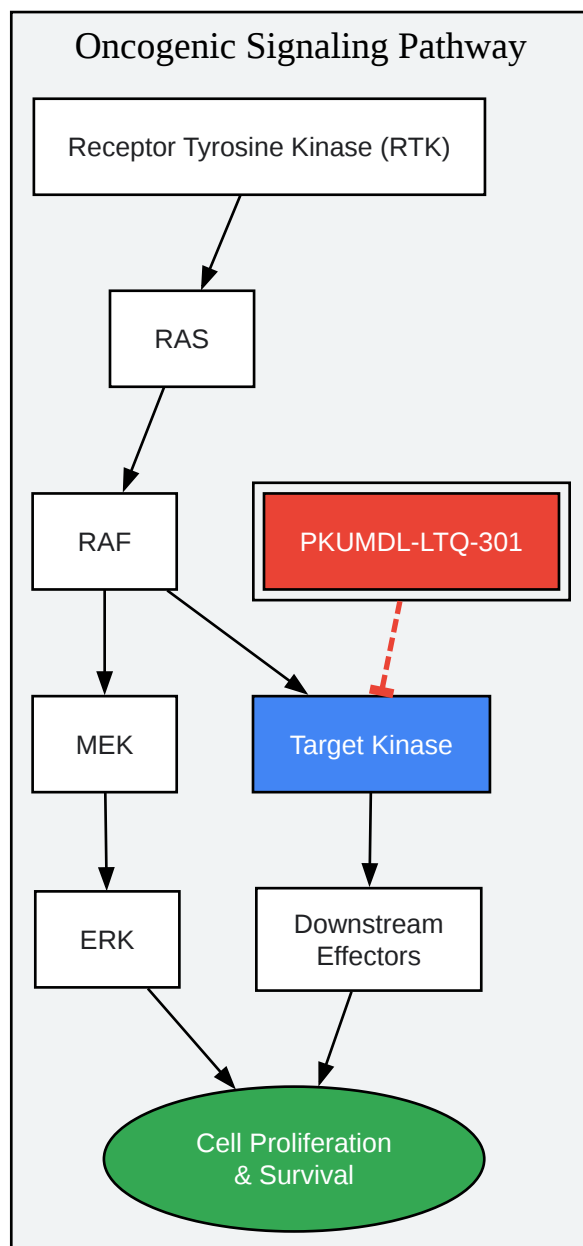 Oncogenic Signaling Pathway
Receptor Tyrosine Kinase (RTK)
RAS
RAF
PKUMDL-LTQ-301
MEK
Target Kinase
ERK
Downstream
Effectors
Cell Proliferation
& Survival